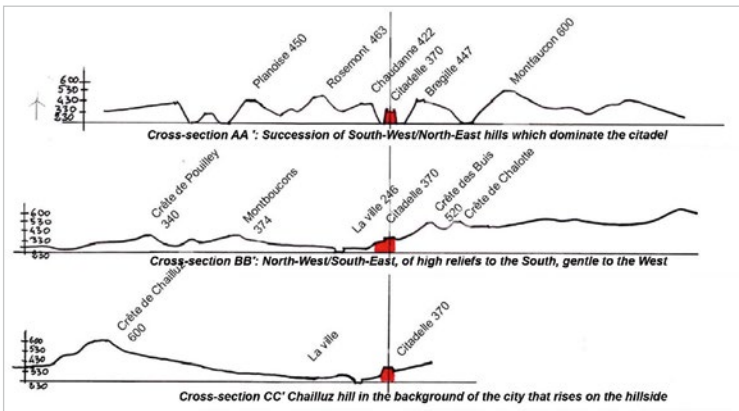 Planoise 450
Rosemont 463
Chaudanne 422
Citadelle 370
Bregille 447
Montfaucon 600
600
530
430
330
230
Cross-section AA': Succession of South-West/North-East hills which dominate the citadel
Crête de Pouilley
340
Montboucons
374
La ville 246
Citadelle 370
Crête des Buis
520
Crête de Chalotte
600
530
430
330
230
Cross-section BB': North-West/South-East, of high reliefs to the South, gentle to the West
Crête de Chailluz
600
La ville
Citadelle 370
600
530
430
330
230
Cross-section CC' Chailluz hill in the background of the city that rises on the hillside